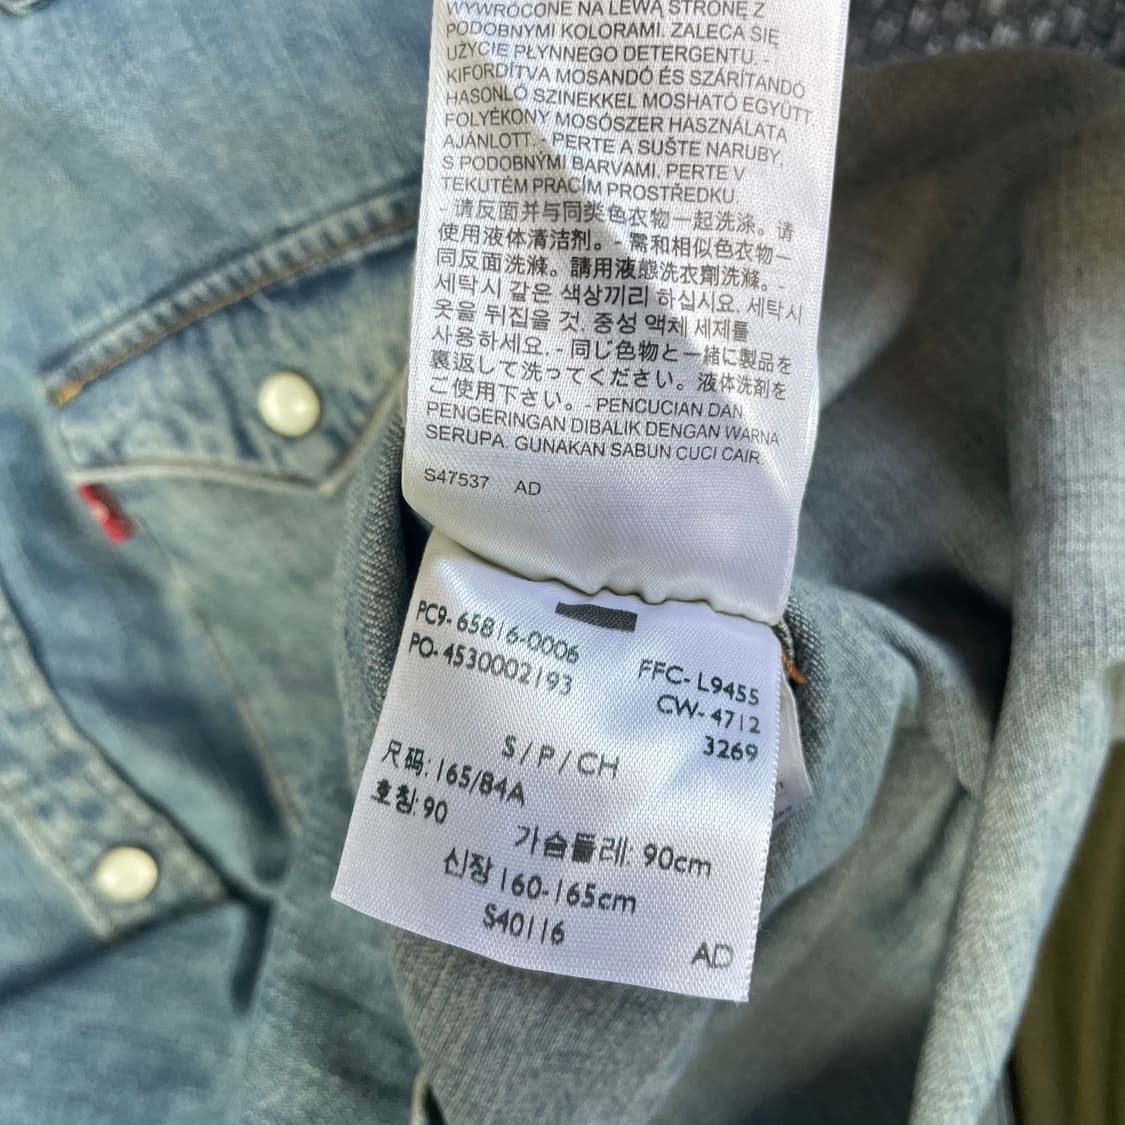 WYWRÓCONE NA LEWĄ STRONĘ Z
PODOBNYMI KOLORAMI. ZALECA SIĘ
UŻYCIE PŁYNNEGO DETERGENTU. -
KIFORDÍTVA MOSANDÓ ÉS SZÁRÍTANDÓ
HASONLÓ SZINEKKEL MOSHATÓ EGYÜTT.
FOLYÉKONY MOSÓSZER HASZNÁLATA
AJÁNLOTT. - PERTE A SUŠTE NARUBY,
S PODOBNÝMI BARVAMI. PERTE V
TEKUTÉM PRACÍM PROSTŘEDKU
- 请反面并与同类色衣物一起洗涤。请
使用液体清洁剂。- 需和相似色衣物一
同反面洗滌。請用液態洗衣劑洗滌。-
세탁시 같은 색상끼리 하십시요. 세탁시
옷을 뒤집을 것. 중성 액체 세제를
사용하세요. - 同じ色物と一緒に製品を
裏返して洗ってください。液体洗剤を
ご使用下さい。- PENCUCIAN DAN
PENGERINGAN DIBALIK DENGAN WARNA
SERUPA. GUNAKAN SABUN CUCI CAIR.
S47537 AD
PC9-65816-0006
PO-4530002193
FFC-L9455
CW-4712
3269
S/P/CH
尺码:165/84A
호칭:90
가슴둘레: 90cm
신장 160-165cm
S40116
AD